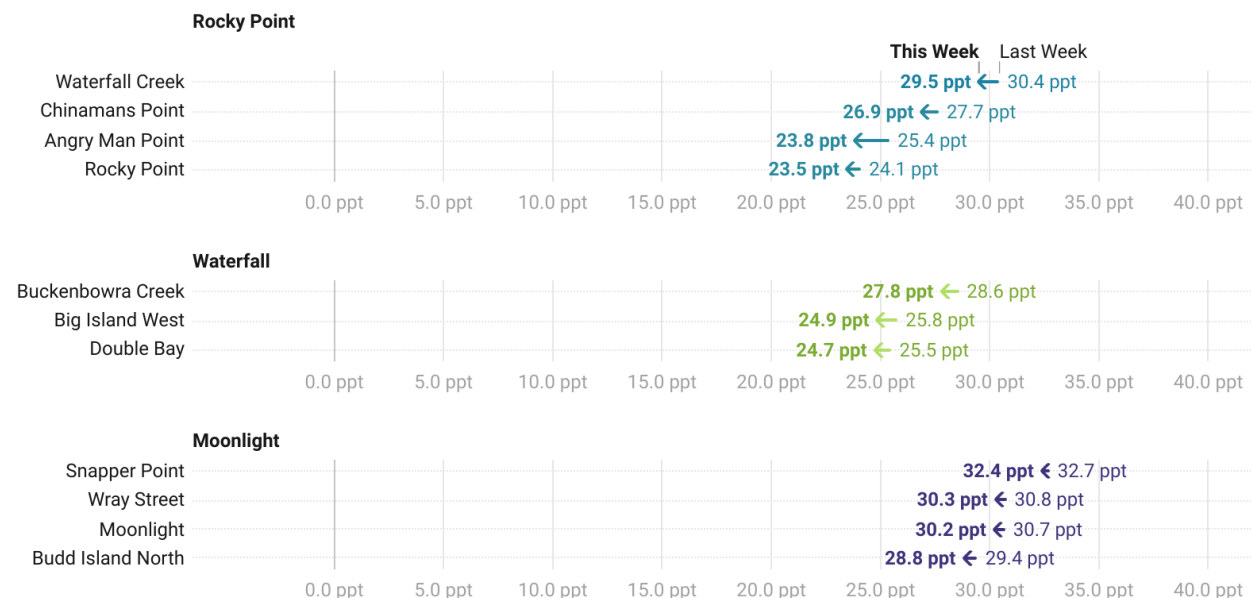 Rocky Point
This Week Last Week
Waterfall Creek 29.5 ppt 30.4 ppt
Chinamans Point 26.9 ppt 27.7 ppt
Angry Man Point 23.8 ppt 25.4 ppt
Rocky Point 23.5 ppt 24.1 ppt
0.0 ppt 5.0 ppt 10.0 ppt 15.0 ppt 20.0 ppt 25.0 ppt 30.0 ppt 35.0 ppt 40.0 ppt
Waterfall
Buckenbowra Creek 27.8 ppt 28.6 ppt
Big Island West 24.9 ppt 25.8 ppt
Double Bay 24.7 ppt 25.5 ppt
0.0 ppt 5.0 ppt 10.0 ppt 15.0 ppt 20.0 ppt 25.0 ppt 30.0 ppt 35.0 ppt 40.0 ppt
Moonlight
Snapper Point 32.4 ppt 32.7 ppt
Wray Street 30.3 ppt 30.8 ppt
Moonlight 30.2 ppt 30.7 ppt
Budd Island North 28.8 ppt 29.4 ppt
0.0 ppt 5.0 ppt 10.0 ppt 15.0 ppt 20.0 ppt 25.0 ppt 30.0 ppt 35.0 ppt 40.0 ppt